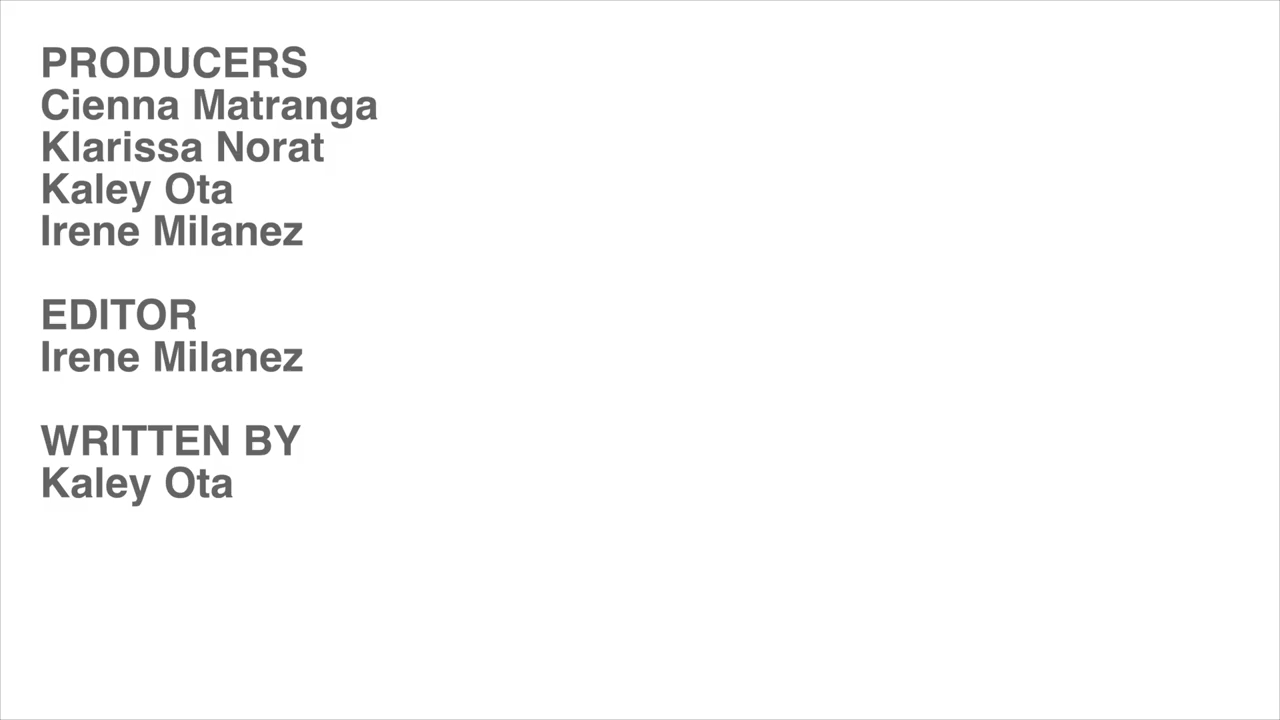 PRODUCERS
Cienna Matranga
Klarissa Norat
Kaley Ota
Irene Milanez
EDITOR
Irene Milanez
WRITTEN BY
Kaley Ota